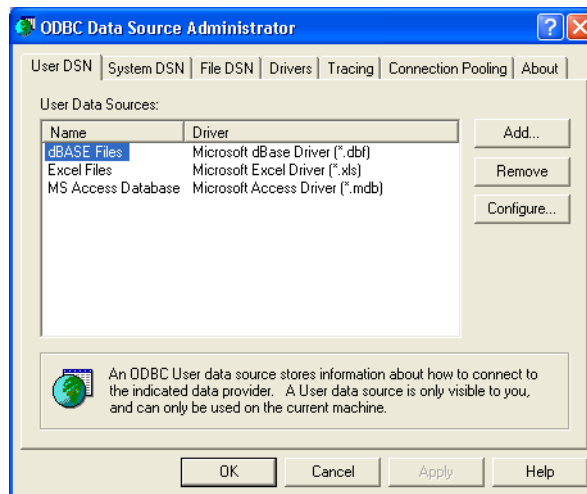 ODBC Data Source Administrator
User DSN System DSN File DSN Drivers Tracing Connection Pooling About
User Data Sources:
Name Driver Add...
dBASE Files Microsoft dBase Driver (*.dbf)
Excel Files Microsoft Excel Driver (*.xls) Remove
MS Access Database Microsoft Access Driver (*.mdb)
Configure...
An ODBC User data source stores information about how to connect to
the indicated data provider. A User data source is only visible to you,
and can only be used on the current machine.
OK Cancel Apply Help